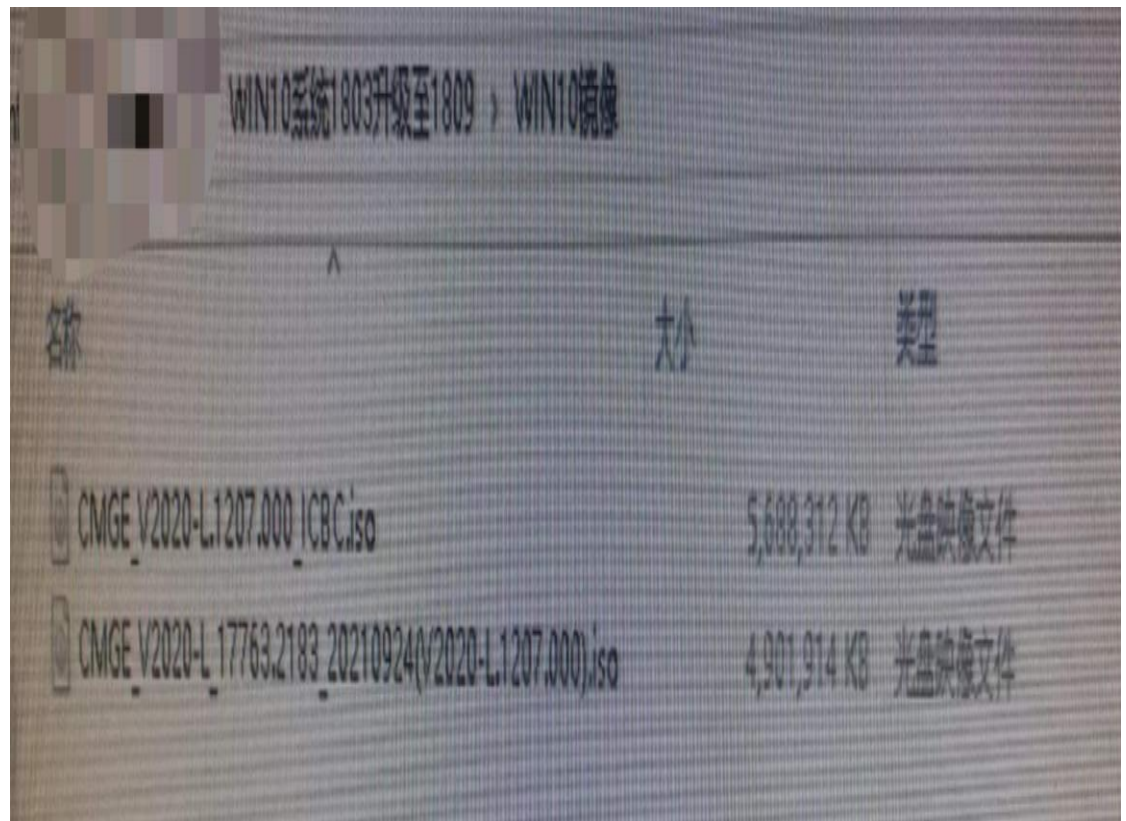 WIN10系统1803升级至1809 › WIN10镜像
名称 大小 类型
CMGE_V2020-L.1207.000_ICBC.iso 5,688,312 KB 光盘映像文件
CMGE_V2020-L_17763.2183_20210924(V2020-L.1207.000).iso 4,901,914 KB 光盘映像文件